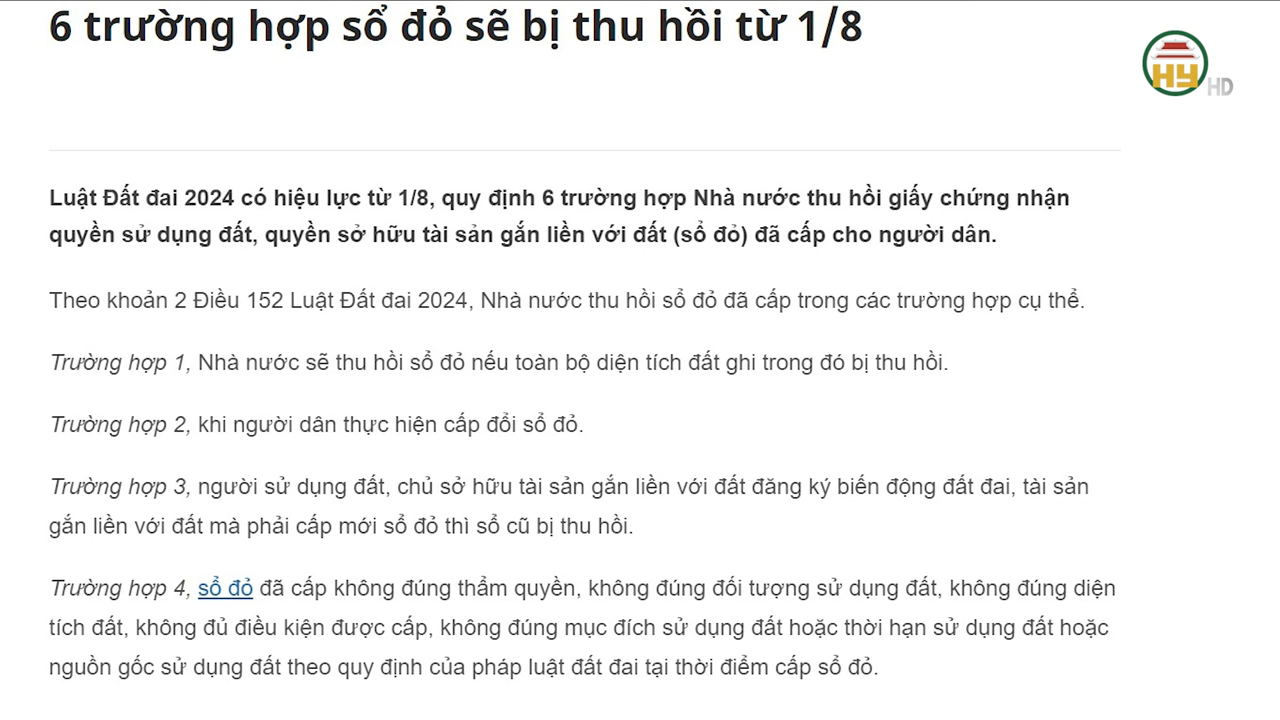 6 trường hợp sổ đỏ sẽ bị thu hồi từ 1/8
HY HD
Luật Đất đai 2024 có hiệu lực từ 1/8, quy định 6 trường hợp Nhà nước thu hồi giấy chứng nhận
quyền sử dụng đất, quyền sở hữu tài sản gắn liền với đất (sổ đỏ) đã cấp cho người dân.
Theo khoản 2 Điều 152 Luật Đất đai 2024, Nhà nước thu hồi sổ đỏ đã cấp trong các trường hợp cụ thể.
Trường hợp 1, Nhà nước sẽ thu hồi sổ đỏ nếu toàn bộ diện tích đất ghi trong đó bị thu hồi.
Trường hợp 2, khi người dân thực hiện cấp đổi sổ đỏ.
Trường hợp 3, người sử dụng đất, chủ sở hữu tài sản gắn liền với đất đăng ký biến động đất đai, tài sản
gắn liền với đất mà phải cấp mới sổ đỏ thì sổ cũ bị thu hồi.
Trường hợp 4, sổ đỏ đã cấp không đúng thẩm quyền, không đúng đối tượng sử dụng đất, không đúng diện
tích đất, không đủ điều kiện được cấp, không đúng mục đích sử dụng đất hoặc thời hạn sử dụng đất hoặc
nguồn gốc sử dụng đất theo quy định của pháp luật đất đai tại thời điểm cấp sổ đỏ.